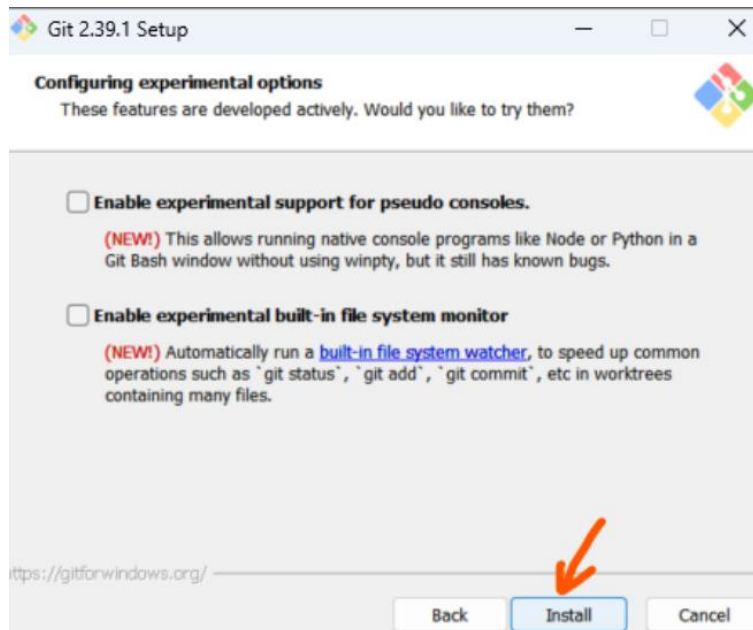 Git 2.39.1 Setup
Configuring experimental options
These features are developed actively. Would you like to try them?
Enable experimental support for pseudo consoles.
(NEW!) This allows running native console programs like Node or Python in a
Git Bash window without using winpty, but it still has known bugs.
Enable experimental built-in file system monitor
(NEW!) Automatically run a built-in file system watcher, to speed up common
operations such as `git status`, `git add`, `git commit`, etc in worktrees
containing many files.
ttps://gitforwindows.org/
Back Install Cancel